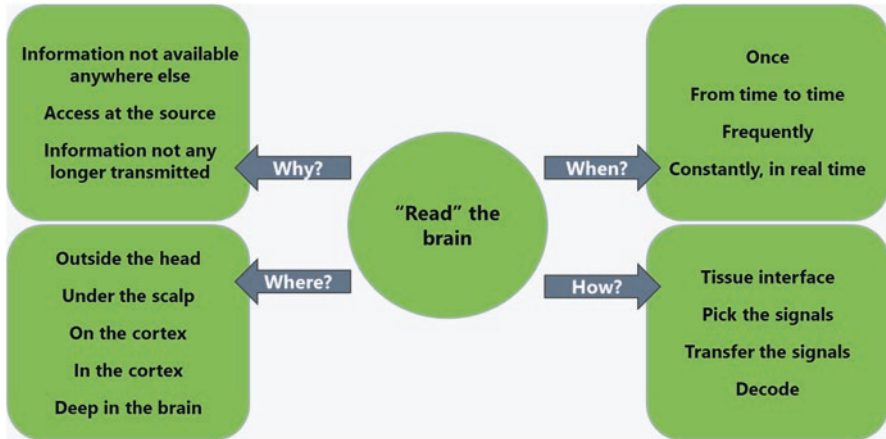 Information not available
anywhere else
Access at the source
Information not any
longer transmitted
Why?
Once
From time to time
Frequently
Constantly, in real time
When?
“Read” the
brain
Outside the head
Under the scalp
On the cortex
In the cortex
Deep in the brain
Where?
How?
Tissue interface
Pick the signals
Transfer the signals
Decode